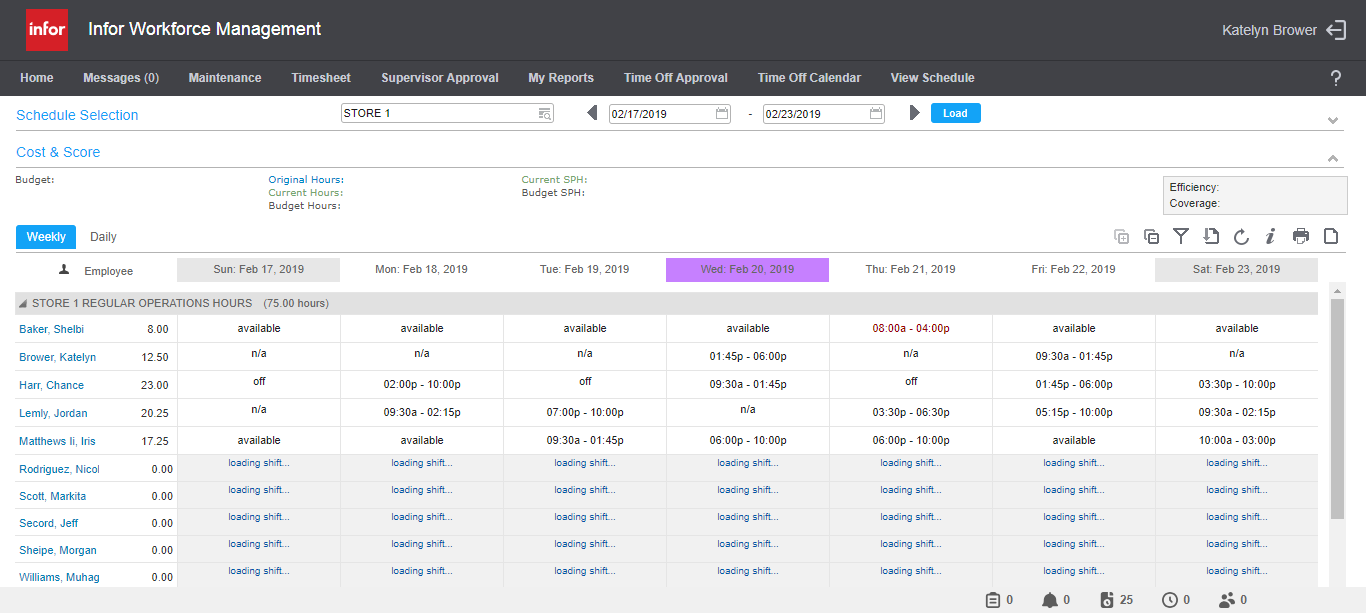 infor Infor Workforce Management Katelyn Brower
Home Messages (0) Maintenance Timesheet Supervisor Approval My Reports Time Off Approval Time Off Calendar View Schedule ?
Schedule Selection STORE 1 02/17/2019 - 02/23/2019 Load
Cost & Score
Budget: Original Hours: Current SPH:
Current Hours: Budget SPH:
Budget Hours:
Efficiency:
Coverage:
Weekly Daily
Employee Sun: Feb 17, 2019 Mon: Feb 18, 2019 Tue: Feb 19, 2019 Wed: Feb 20, 2019 Thu: Feb 21, 2019 Fri: Feb 22, 2019 Sat: Feb 23, 2019
STORE 1 REGULAR OPERATIONS HOURS (75.00 hours)
Baker, Shelbi 8.00 available available available available 08:00a - 04:00p available available
Brower, Katelyn 12.50 n/a n/a n/a 01:45p - 06:00p n/a 09:30a - 01:45p n/a
Harr, Chance 23.00 off 02:00p - 10:00p off 09:30a - 01:45p off 01:45p - 06:00p 03:30p - 10:00p
Lemly, Jordan 20.25 n/a 09:30a - 02:15p 07:00p - 10:00p n/a 03:30p - 06:30p 05:15p - 10:00p 09:30a - 02:15p
Matthews Ii, Iris 17.25 available available 09:30a - 01:45p 06:00p - 10:00p 06:00p - 10:00p available 10:00a - 03:00p
Rodriguez, Nicol 0.00 loading shift... loading shift... loading shift... loading shift... loading shift... loading shift... loading shift...
Scott, Markita 0.00 loading shift... loading shift... loading shift... loading shift... loading shift... loading shift... loading shift...
Secord, Jeff 0.00 loading shift... loading shift... loading shift... loading shift... loading shift... loading shift... loading shift...
Sheipe, Morgan 0.00 loading shift... loading shift... loading shift... loading shift... loading shift... loading shift... loading shift...
Williams, Muhag 0.00 loading shift... loading shift... loading shift... loading shift... loading shift... loading shift... loading shift...
0 0 25 0 0